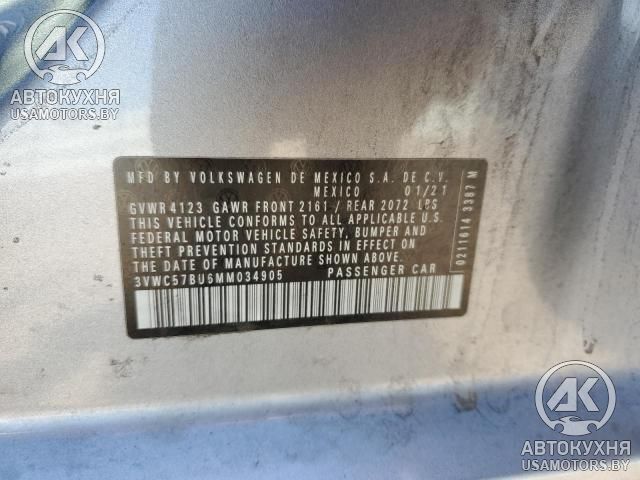 АК
АВТОКУХНЯ
USAMOTORS.BY
MFD BY VOLKSWAGEN DE MEXICO S.A. DE C.V.
MEXICO 01/21
GVWR 4123 GAWR FRONT 2161 / REAR 2072 LBS
THIS VEHICLE CONFORMS TO ALL APPLICABLE U.S.
FEDERAL MOTOR VEHICLE SAFETY, BUMPER AND
THEFT PREVENTION STANDARDS IN EFFECT ON THE
DATE OF MANUFACTURE SHOWN ABOVE.
3VWC57BU6MM034905 PASSENGER CAR
0211614 3387 M
АК
АВТОКУХНЯ
USAMOTORS.BY